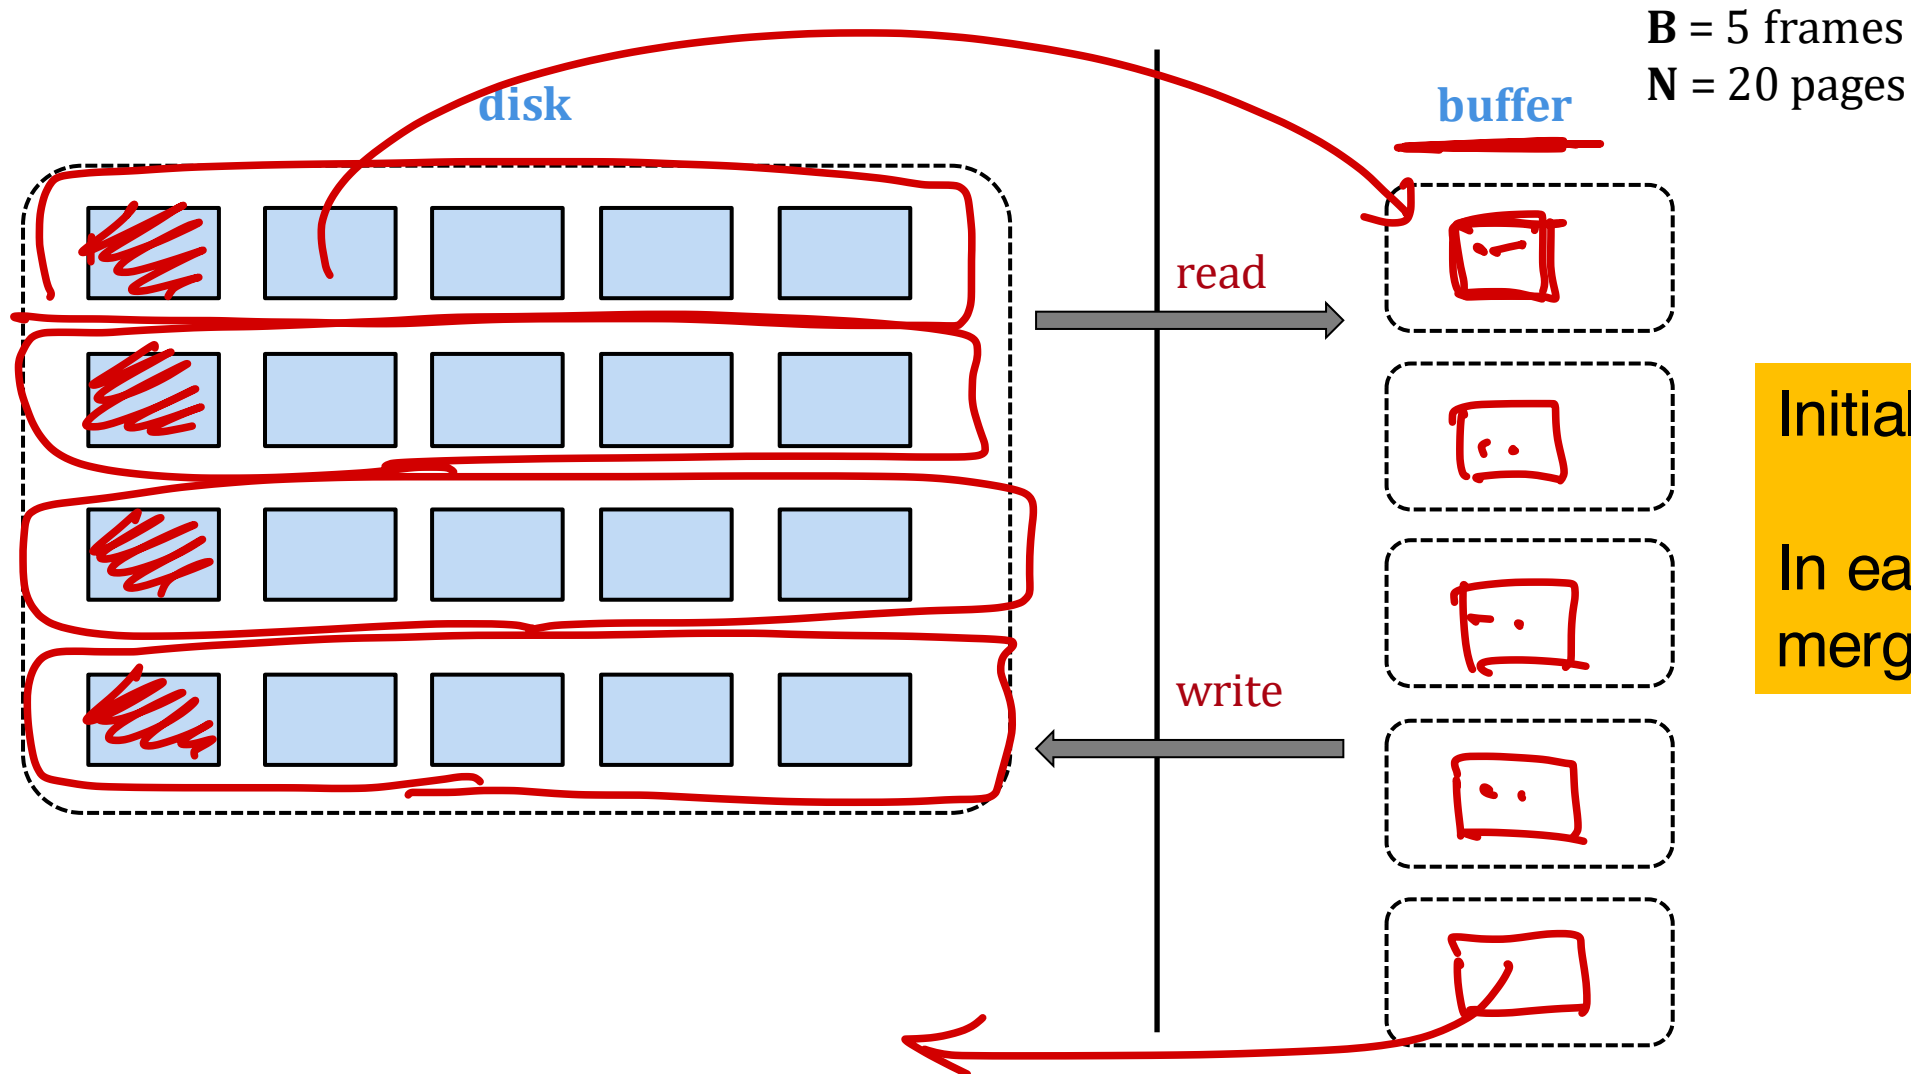 B = 5 frames
N = 20 pages
disk
buffer
read
write
Initial
In ea
merg